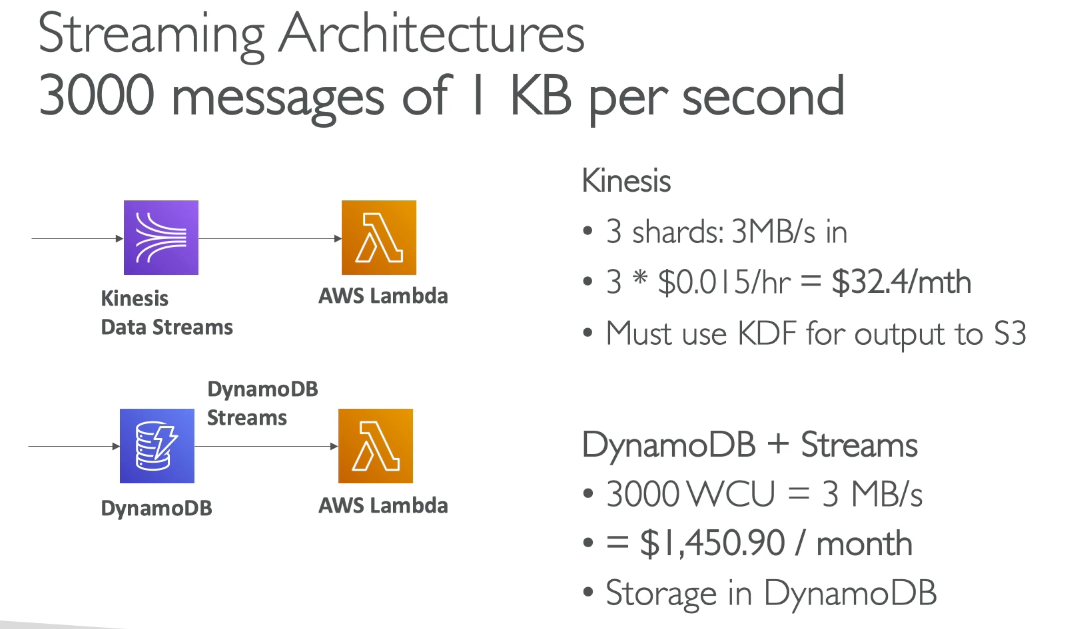 Streaming Architectures
3000 messages of 1 KB per second
Kinesis
Data Streams
AWS Lambda
DynamoDB
Streams
DynamoDB
AWS Lambda
Kinesis
• 3 shards: 3MB/s in
• 3 * $0.015/hr = $32.4/mth
• Must use KDF for output to S3
DynamoDB + Streams
• 3000 WCU = 3 MB/s
• = $1,450.90 / month
• Storage in DynamoDB